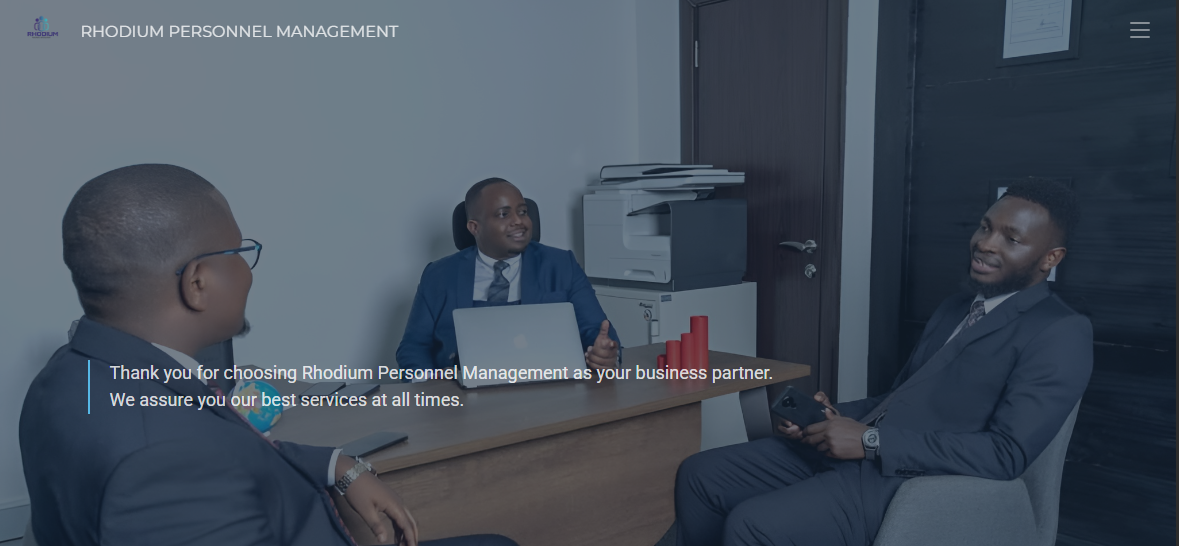 RHODIUM
RHODIUM PERSONNEL MANAGEMENT
Thank you for choosing Rhodium Personnel Management as your business partner.
We assure you our best services at all times.